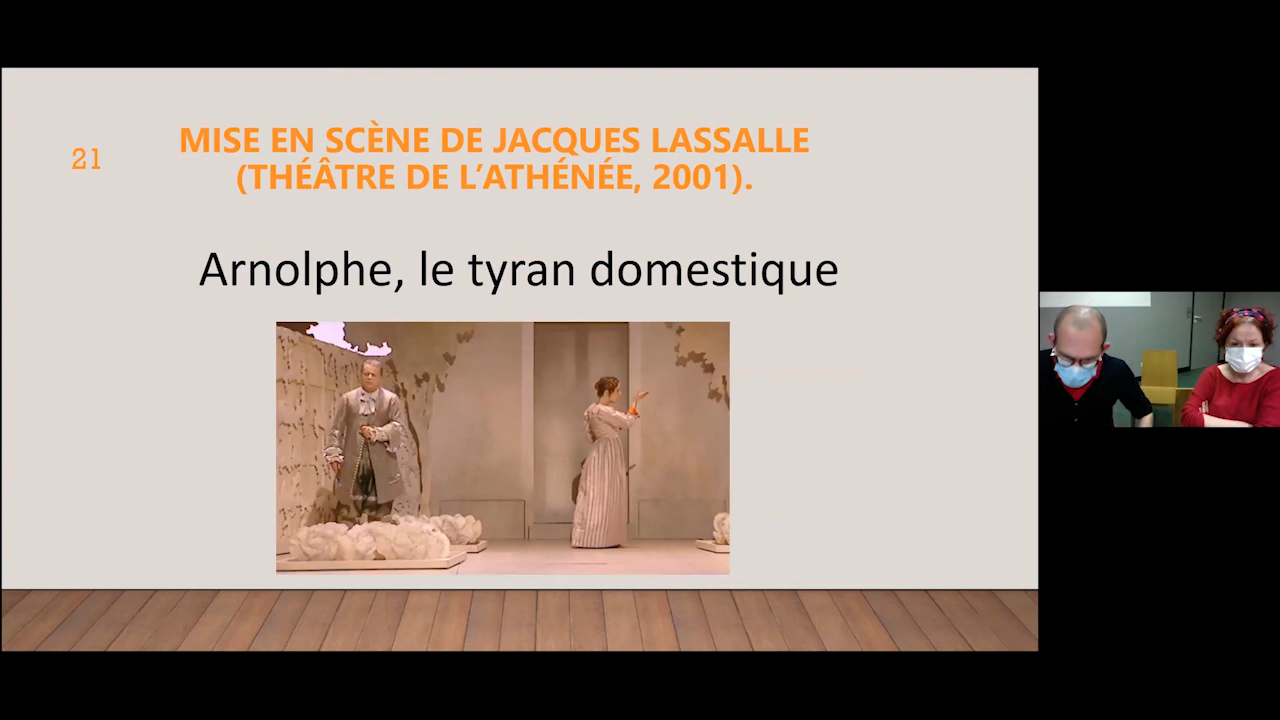 21
MISE EN SCÈNE DE JACQUES LASSALLE
(THÉÂTRE DE L’ATHÉNÉE, 2001).
Arnolphe, le tyran domestique